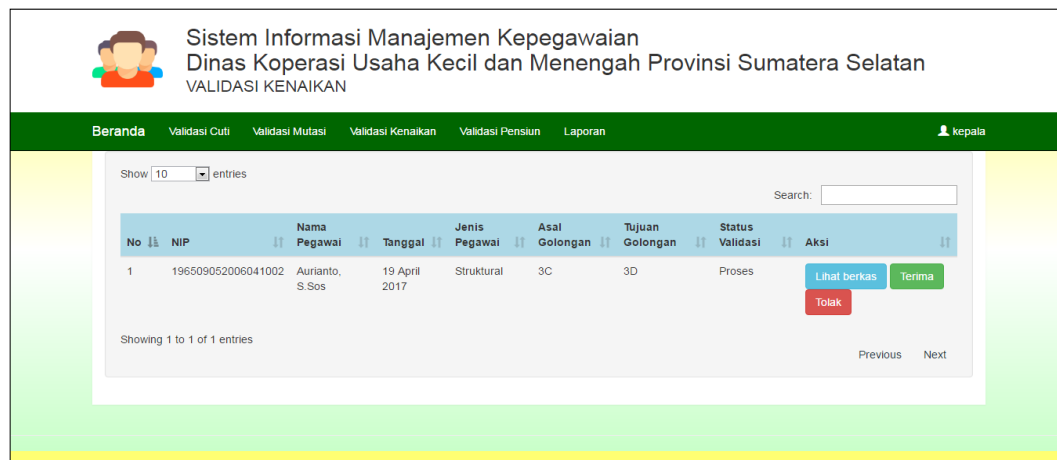 Sistem Informasi Manajemen Kepegawaian
Dinas Koperasi Usaha Kecil dan Menengah Provinsi Sumatera Selatan
VALIDASI KENAIKAN
Beranda Validasi Cuti Validasi Mutasi Validasi Kenaikan Validasi Pensiun Laporan kepala
Show 10 entries
Search:
No NIP Nama Pegawai Tanggal Jenis Pegawai Asal Golongan Tujuan Golongan Status Validasi Aksi
1 196509052006041002 Aurianto, S.Sos 19 April 2017 Struktural 3C 3D Proses Lihat berkas Terima
Tolak
Showing 1 to 1 of 1 entries
Previous Next